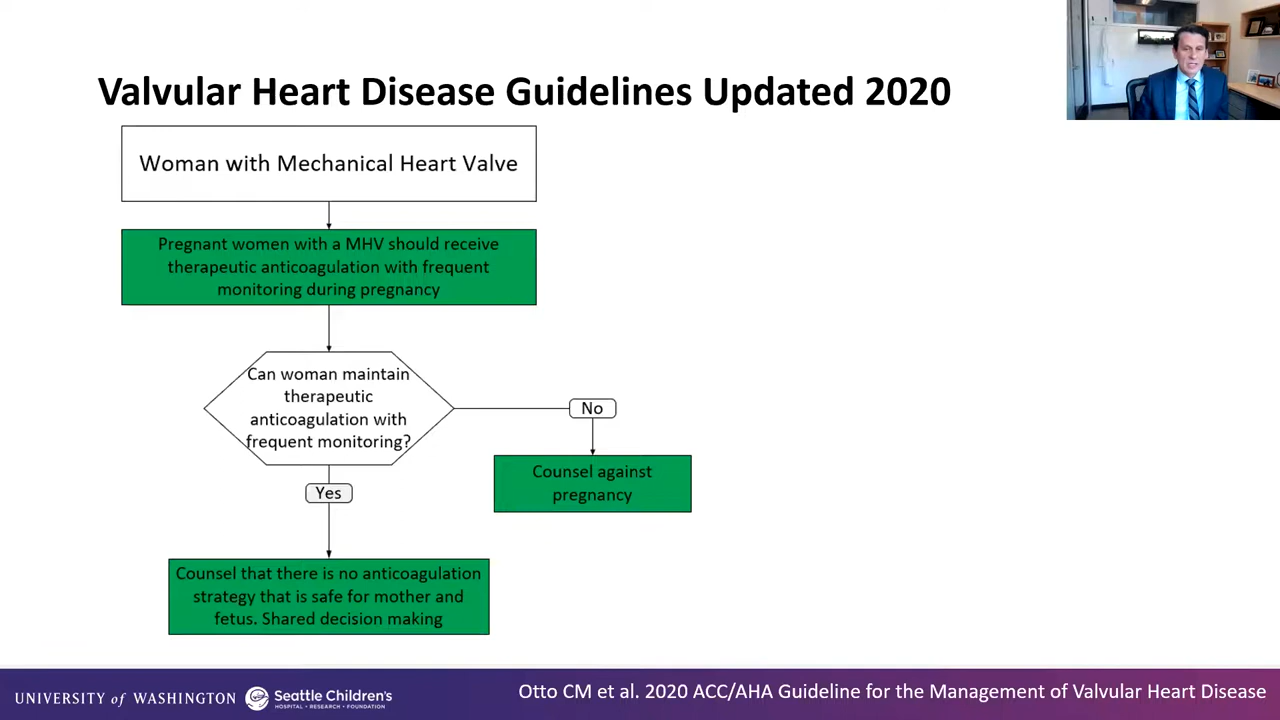 Valvular Heart Disease Guidelines Updated 2020
Woman with Mechanical Heart Valve
Pregnant women with a MHV should receive
therapeutic anticoagulation with frequent
monitoring during pregnancy
Can woman maintain
therapeutic
anticoagulation with
frequent monitoring?
No
Counsel against
pregnancy
Yes
Counsel that there is no anticoagulation
strategy that is safe for mother and
fetus. Shared decision making
UNIVERSITY of WASHINGTON
Seattle Children's
HOSPITAL • RESEARCH • FOUNDATION
Otto CM et al. 2020 ACC/AHA Guideline for the Management of Valvular Heart Disease